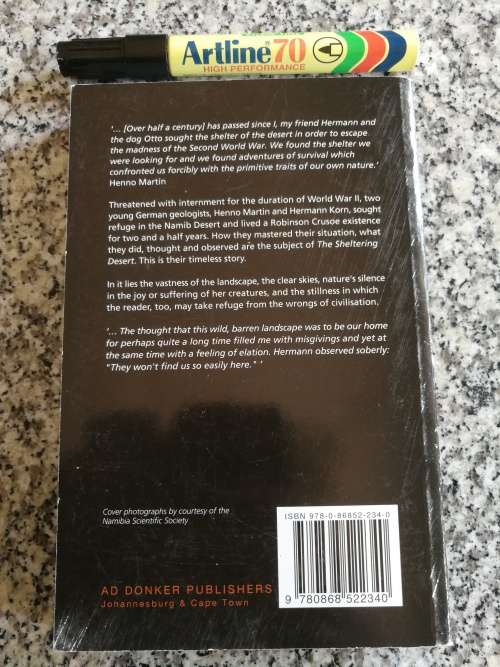 Artline 70
HIGH PERFORMANCE
'... [Over half a century] has passed since I, my friend Hermann and
the dog Otto sought the shelter of the desert in order to escape
the madness of the Second World War. We found the shelter we
were looking for and we found adventures of survival which
confronted us forcibly with the primitive traits of our own nature.'
Henno Martin
Threatened with internment for the duration of World War II, two
young German geologists, Henno Martin and Hermann Korn, sought
refuge in the Namib Desert and lived a Robinson Crusoe existence
for two and a half years. How they mastered their situation, what
they did, thought and observed are the subject of The Sheltering
Desert. This is their timeless story.
In it lies the vastness of the landscape, the clear skies, nature's silence
in the joy or suffering of her creatures, and the stillness in which
the reader, too, may take refuge from the wrongs of civilisation.
'... The thought that this wild, barren landscape was to be our home
for perhaps quite a long time filled me with misgivings and yet at
the same time with a feeling of elation. Hermann observed soberly:
"They won't find us so easily here." '
Cover photographs by courtesy of the
Namibia Scientific Society
ISBN 978-0-86852-234-0
9 780868 522340
AD DONKER PUBLISHERS
Johannesburg & Cape Town